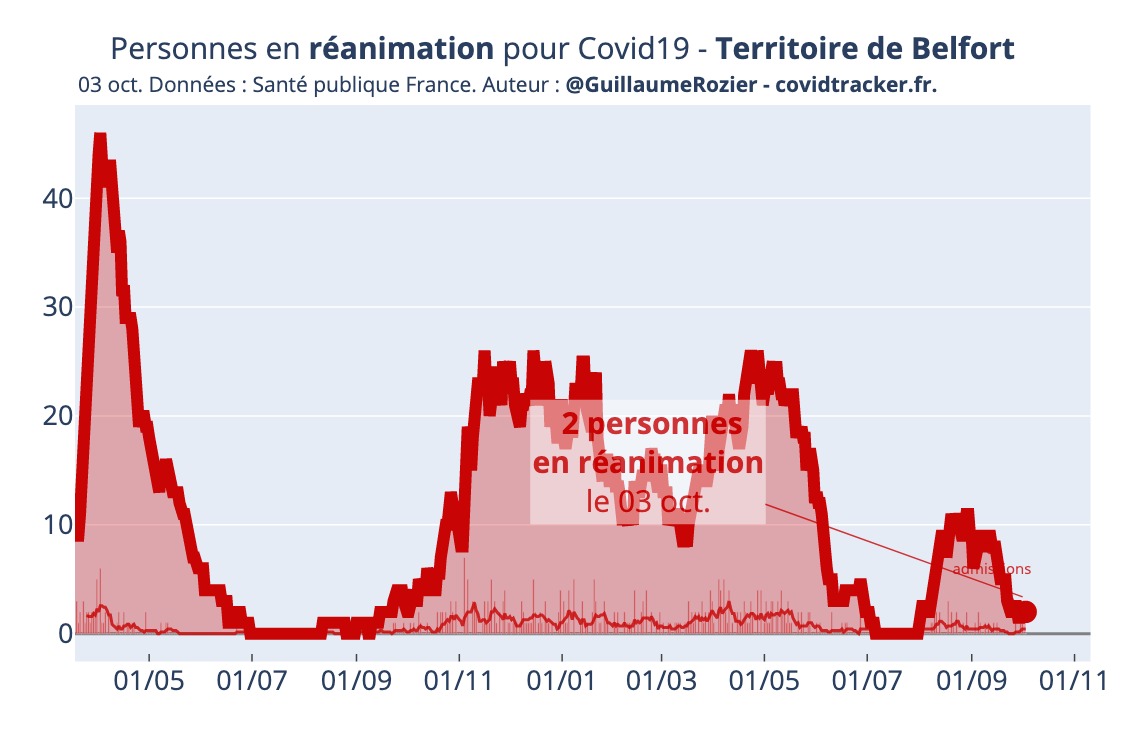 Personnes en réanimation pour Covid19 - Territoire de Belfort
03 oct. Données : Santé publique France. Auteur : @GuillaumeRozier - covidtracker.fr.
40
30
20
10
0
2 personnes
en réanimation
le 03 oct.
admissions
01/05 01/07 01/09 01/11 01/01 01/03 01/05 01/07 01/09 01/11